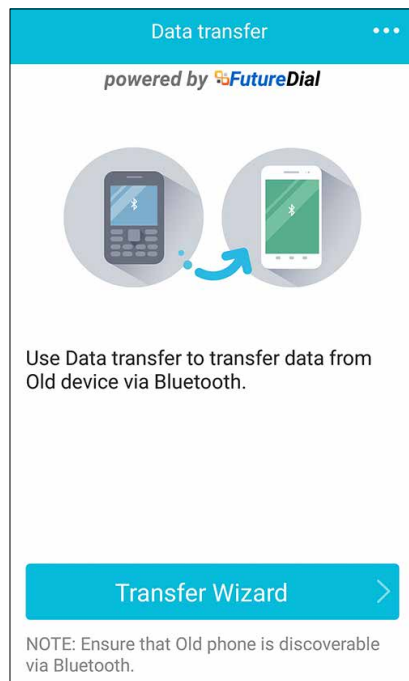 Data transfer
powered by FutureDial
Use Data transfer to transfer data from
Old device via Bluetooth.
Transfer Wizard
NOTE: Ensure that Old phone is discoverable
via Bluetooth.